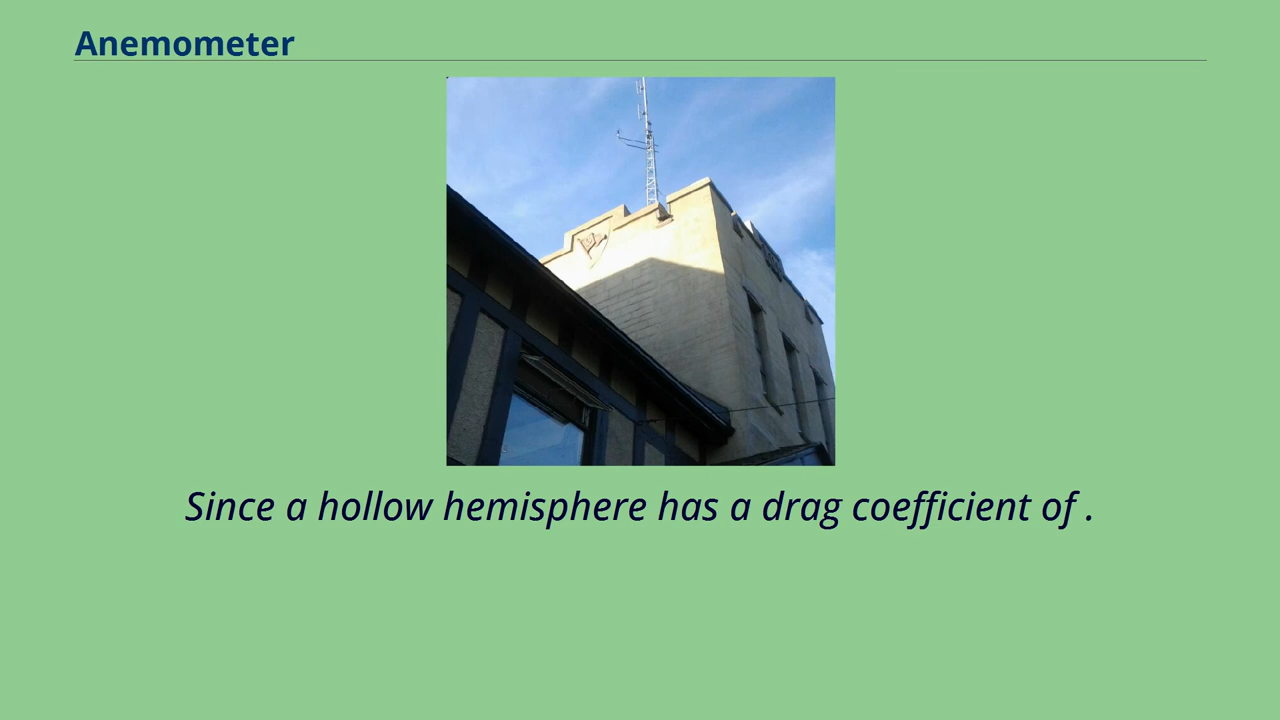 Anemometer
Since a hollow hemisphere has a drag coefficient of .